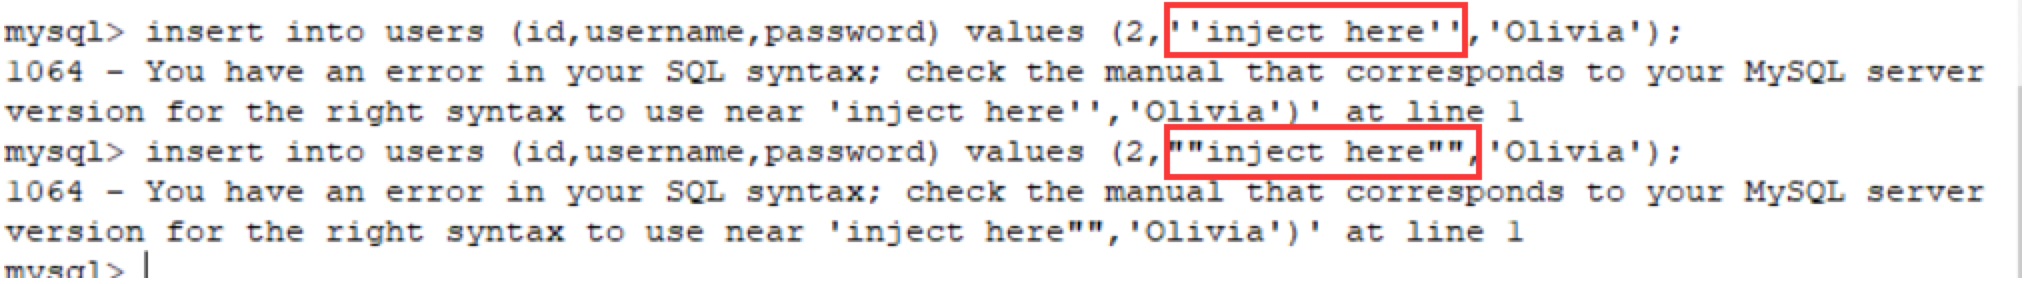 mysql> insert into users (id,username,password) values (2,''inject here'','Olivia');
1064 - You have an error in your SQL syntax; check the manual that corresponds to your MySQL server
version for the right syntax to use near 'inject here'','Olivia')' at line 1
mysql> insert into users (id,username,password) values (2,""inject here"",'Olivia');
1064 - You have an error in your SQL syntax; check the manual that corresponds to your MySQL server
version for the right syntax to use near 'inject here"",'Olivia')' at line 1
mysql>